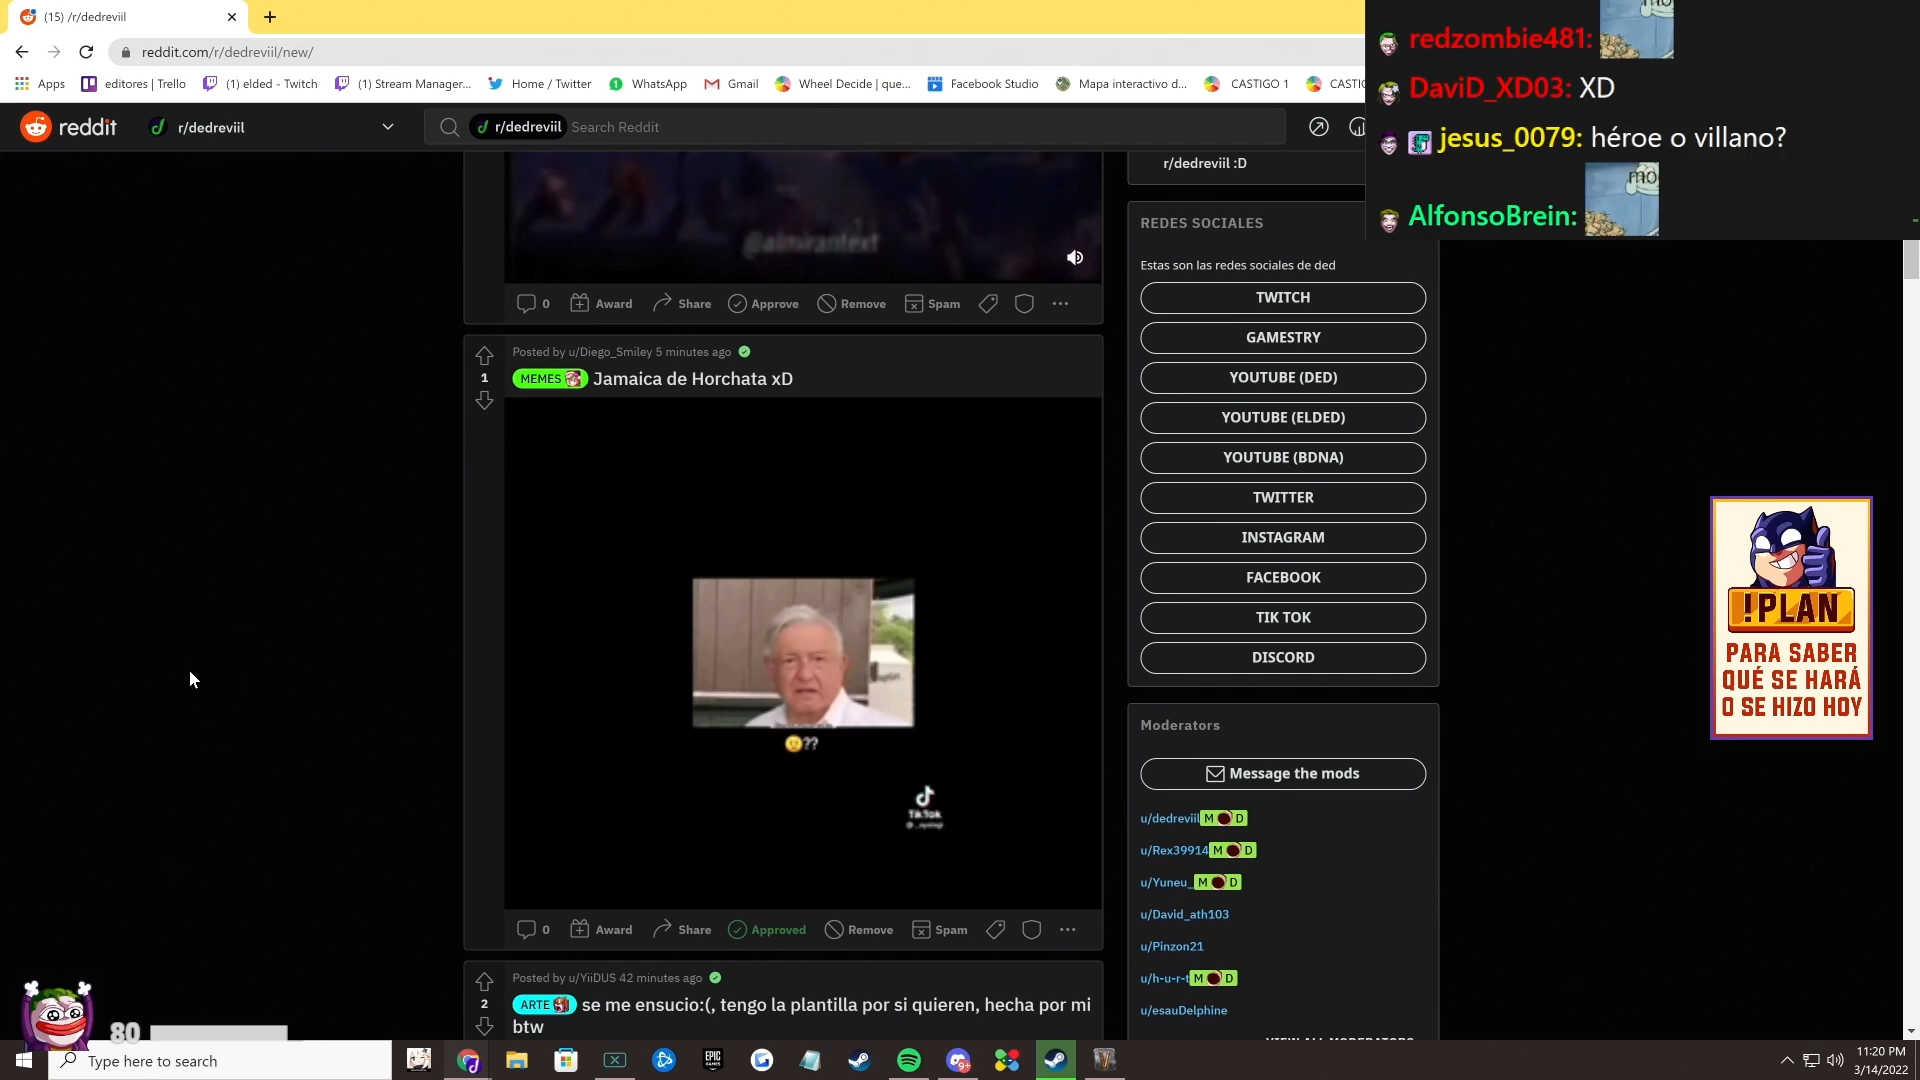 (15) /r/dedreviil
reddit.com/r/dedreviil/new/
Apps
editores | Trello
(1) elded - Twitch
(1) Stream Manager...
Home / Twitter
WhatsApp
Gmail
Wheel Decide | que...
Facebook Studio
Mapa interactivo d...
CASTIGO 1
redzombie481:
DaviD_XD03: XD
jesus_0079: héroe o villano?
AlfonsoBrein:
reddit
r/dedreviil
r/dedreviil Search Reddit
r/dedreviil :D
@almirantext
0 Award Share Approve Remove Spam
Posted by u/Diego_Smiley 5 minutes ago
1
MEMES Jamaica de Horchata xD
??
TikTok
0 Award Share Approved Remove Spam
Posted by u/YiiDUS 42 minutes ago
2
ARTE se me ensucio:(, tengo la plantilla por si quieren, hecha por mi
btw
REDES SOCIALES
Estas son las redes sociales de ded
TWITCH
GAMESTRY
YOUTUBE (DED)
YOUTUBE (ELDED)
YOUTUBE (BDNA)
TWITTER
INSTAGRAM
FACEBOOK
TIK TOK
DISCORD
Moderators
Message the mods
u/dedreviil M D
u/Rex39914 M D
u/Yuneu_ M D
u/David_ath103
u/Pinzon21
u/h-u-r-t M D
u/esauDelphine
VIEW ALL MODERATORS
!PLAN
PARA SABER
QUÉ SE HARÁ
O SE HIZO HOY
80
Type here to search
EPIC
GAMES
9+
11:20 PM
3/14/2022